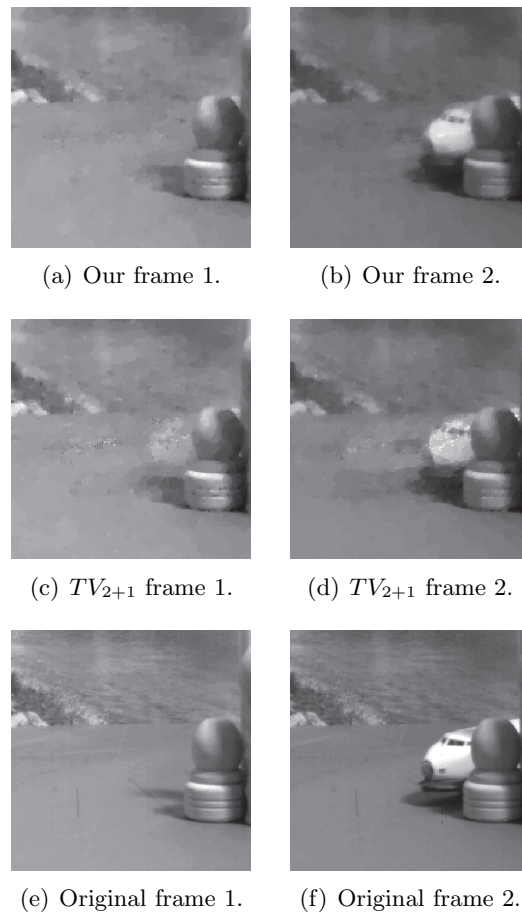 (a) Our frame 1.
(b) Our frame 2.
(c) TV2+1 frame 1.
(d) TV2+1 frame 2.
(e) Original frame 1.
(f) Original frame 2.